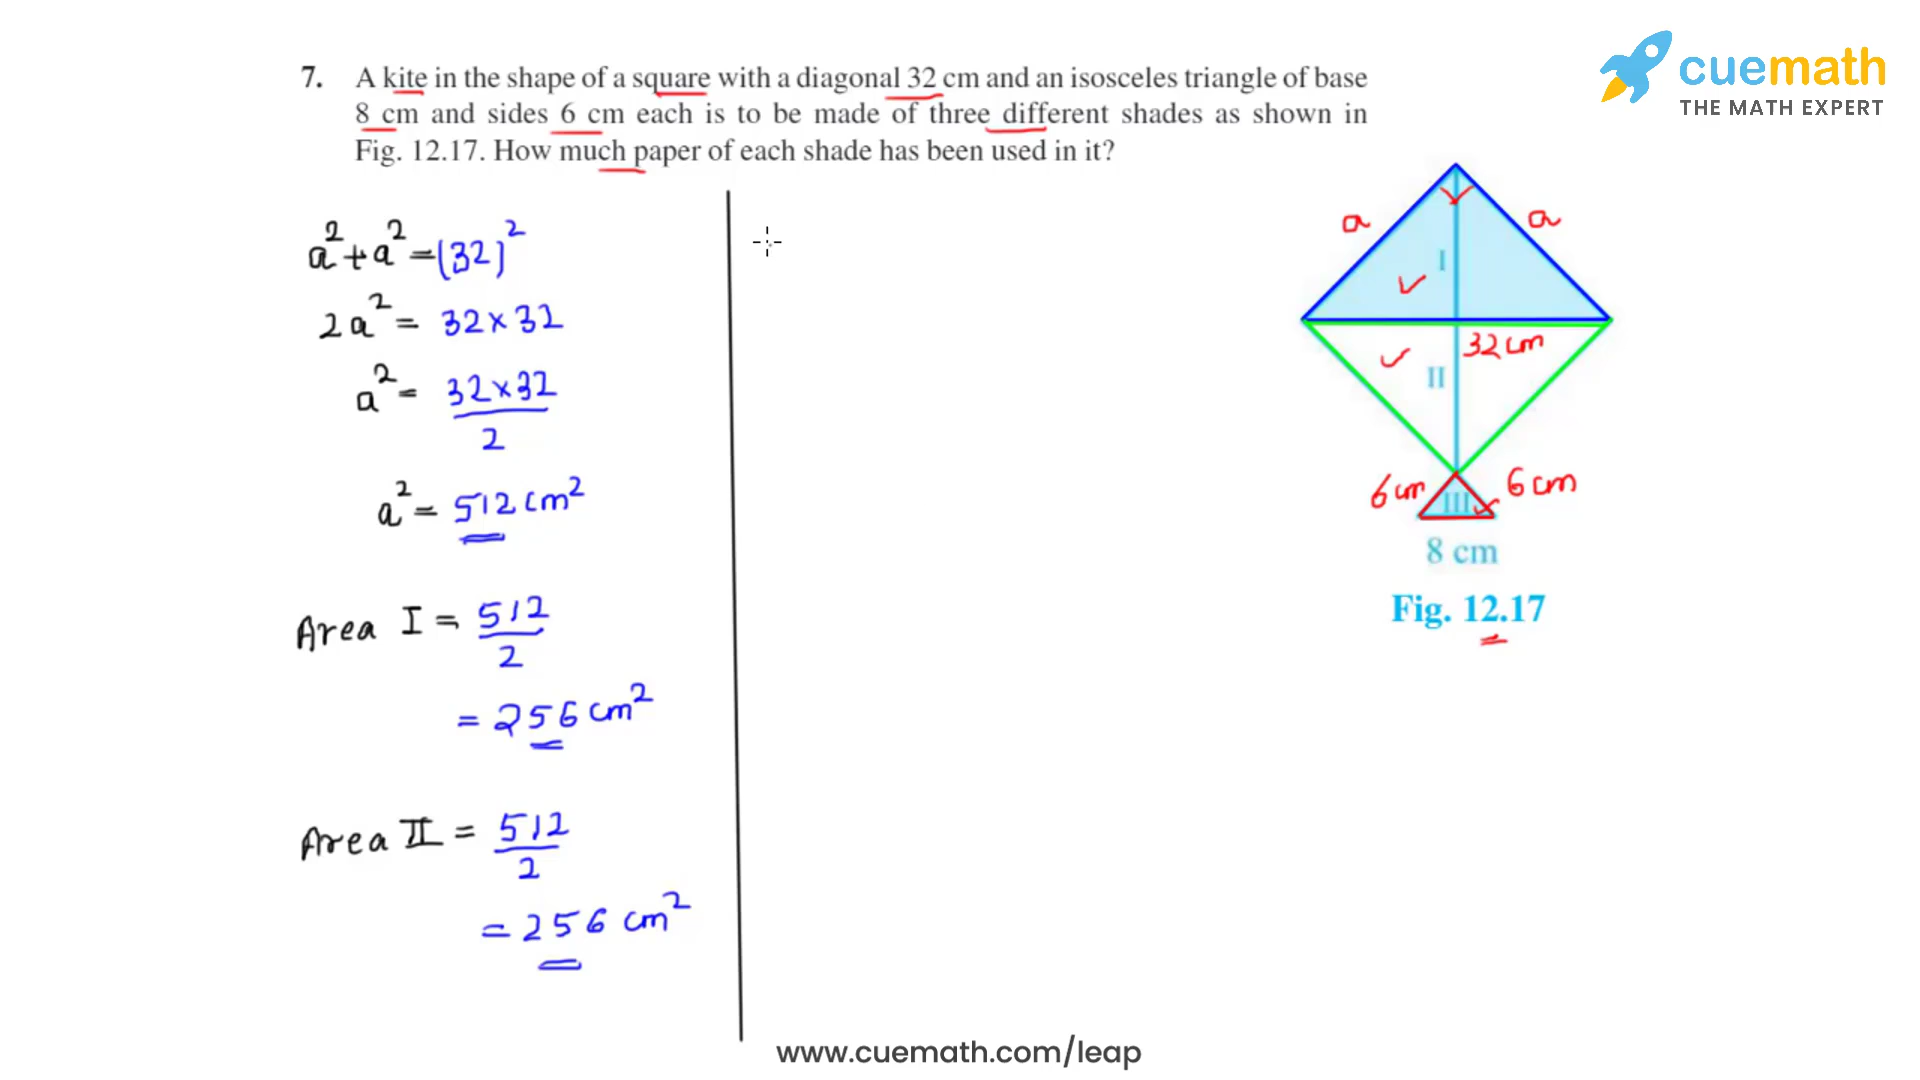 7. A kite in the shape of a square with a diagonal 32 cm and an isosceles triangle of base
8 cm and sides 6 cm each is to be made of three different shades as shown in
Fig. 12.17. How much paper of each shade has been used in it?
cuemath
THE MATH EXPERT
a² + a² = (32)²
2a² = 32 × 32
a² = 32 × 32
2
a² = 512 cm²
Area I = 512
2
= 256 cm²
Area II = 512
2
= 256 cm²
a a
I
32 cm
II
6 cm 6 cm
III
8 cm
Fig. 12.17
www.cuemath.com/leap